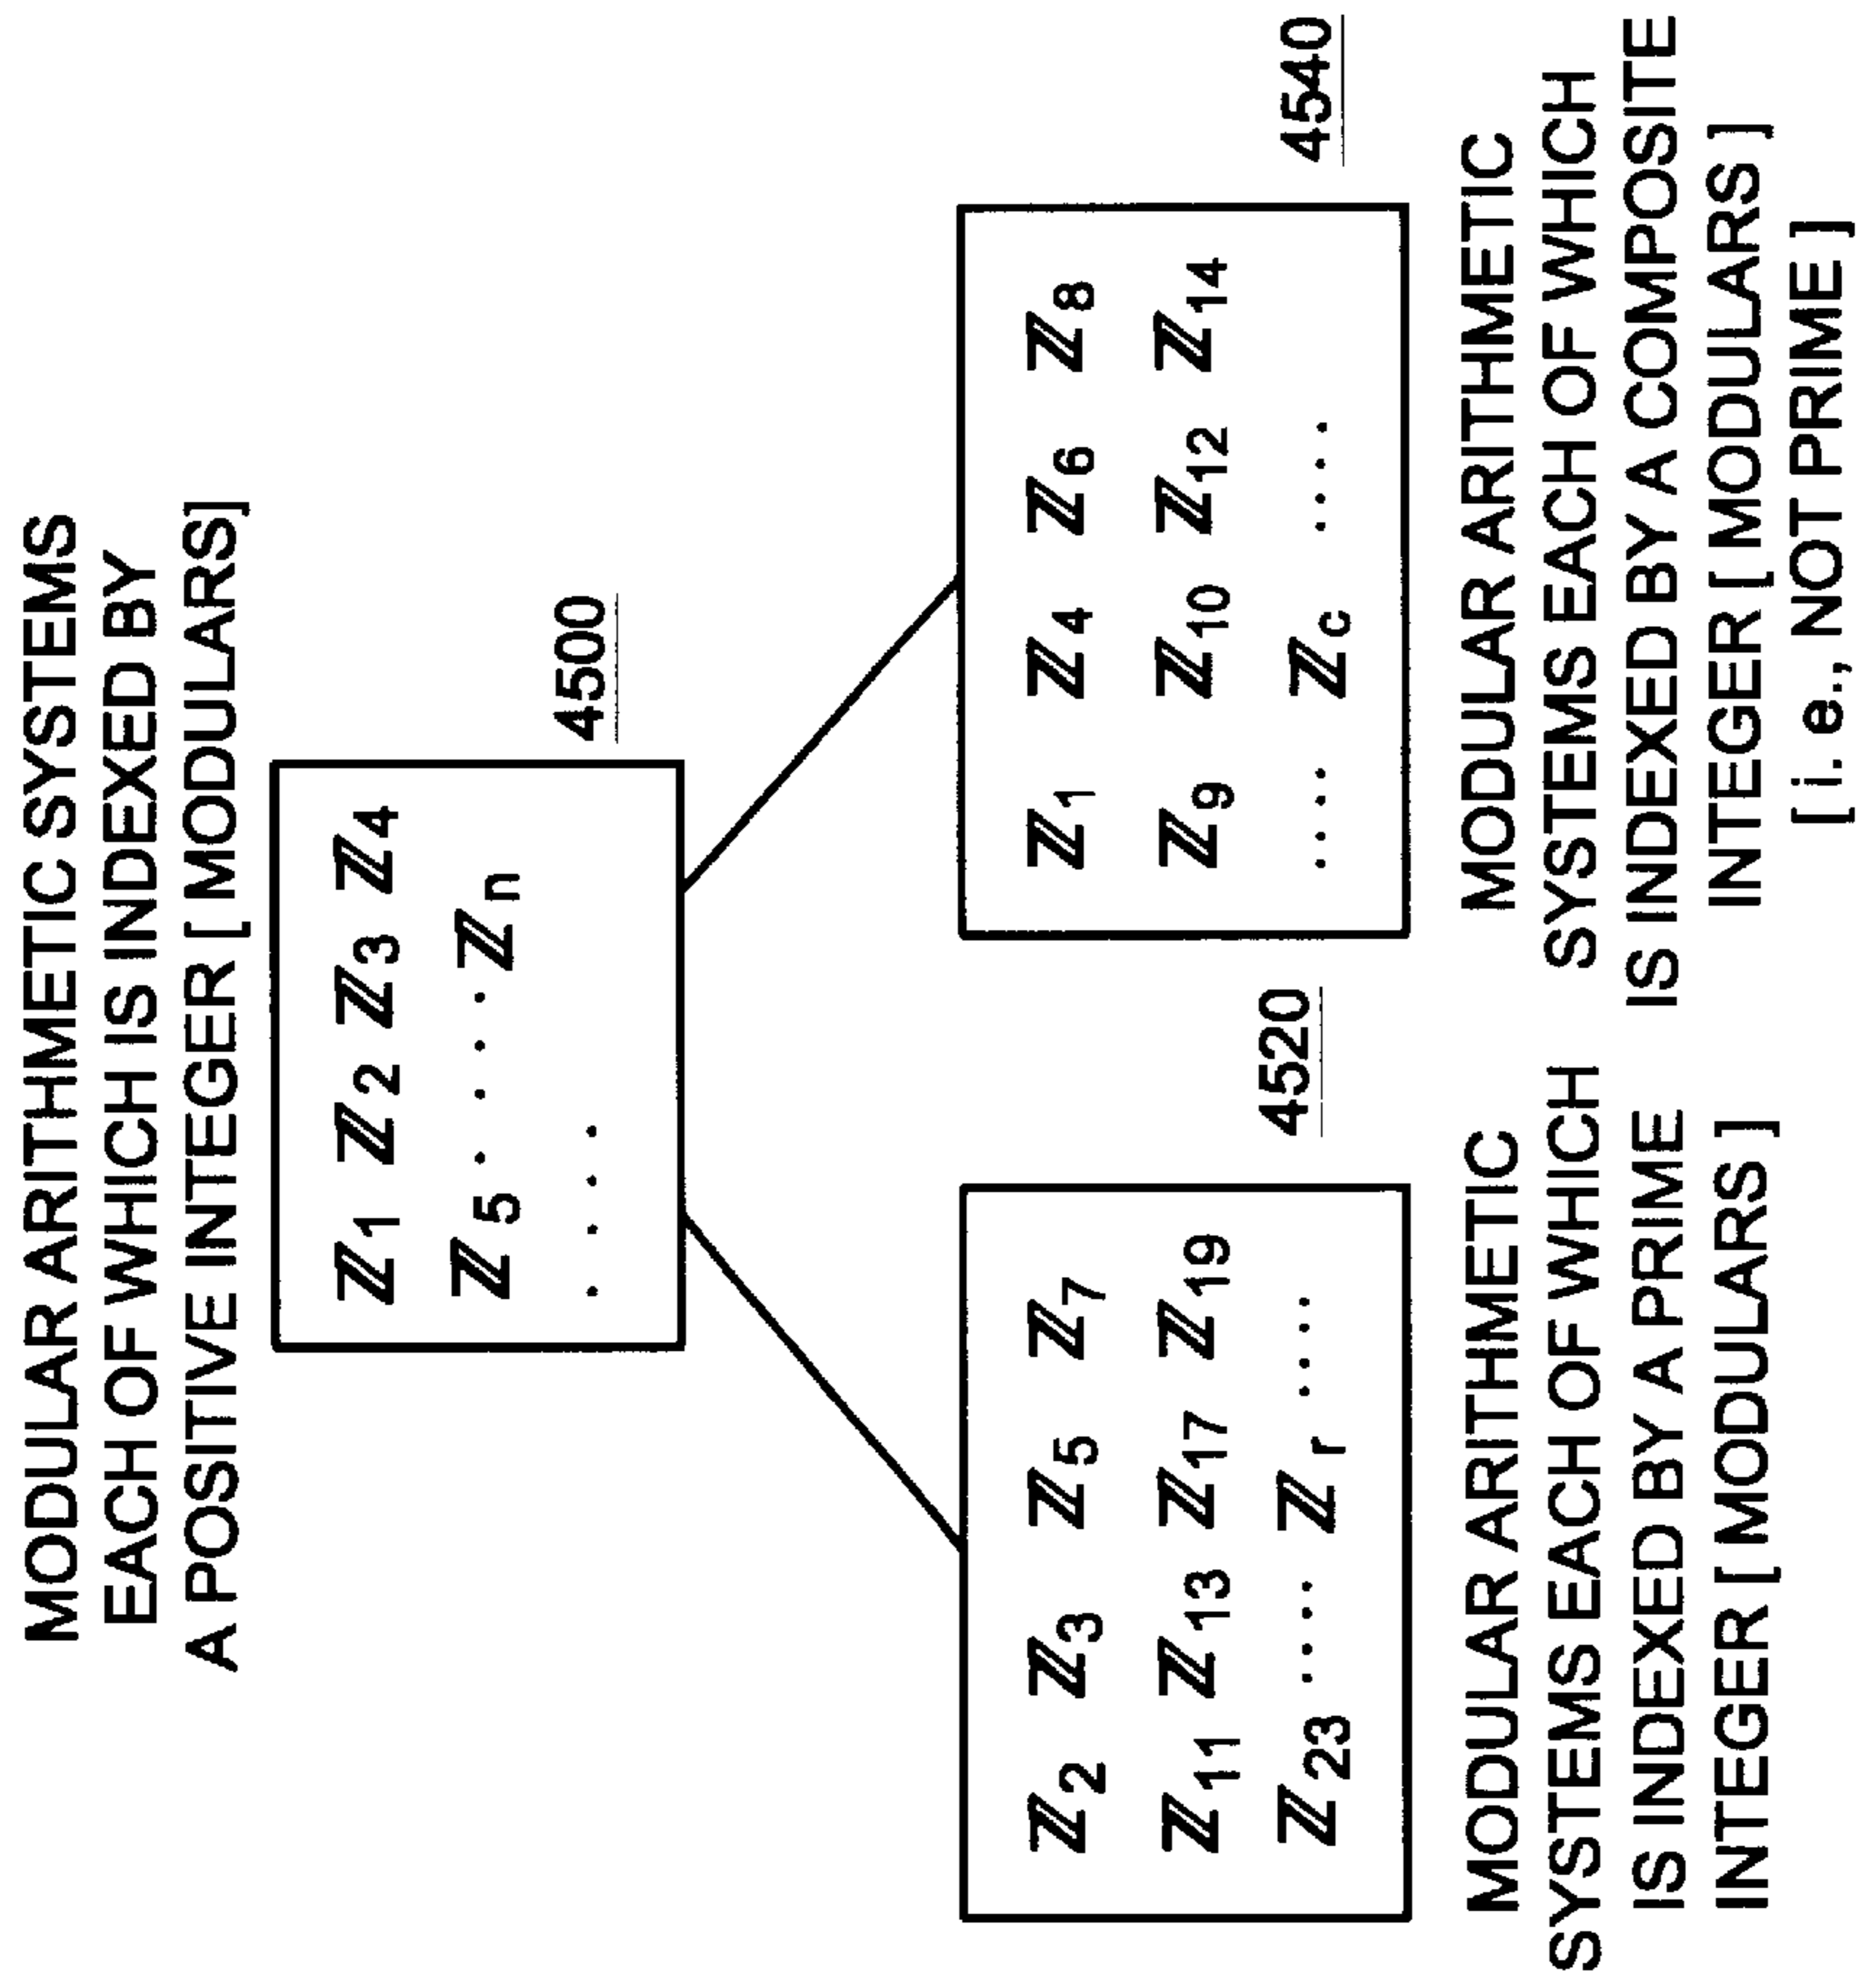 MODULAR ARITHMETIC SYSTEMS
EACH OF WHICH IS INDEXED BY
A POSITIVE INTEGER [ MODULARS]
ℤ1 ℤ2 ℤ3 ℤ4
ℤ5 . . . . ℤn
. . . .
4500
ℤ2 ℤ3 ℤ5 ℤ7
ℤ11 ℤ13 ℤ17 ℤ19
ℤ23 .... ℤr ....
4520
MODULAR ARITHMETIC
SYSTEMS EACH OF WHICH
IS INDEXED BY A PRIME
INTEGER [ MODULARS ]
ℤ1 ℤ4 ℤ6 ℤ8
ℤ9 ℤ10 ℤ12 ℤ14
.... ℤc ....
4540
MODULAR ARITHMETIC
SYSTEMS EACH OF WHICH
IS INDEXED BY A COMPOSITE
INTEGER [ MODULARS ]
[ i. e., NOT PRIME ]